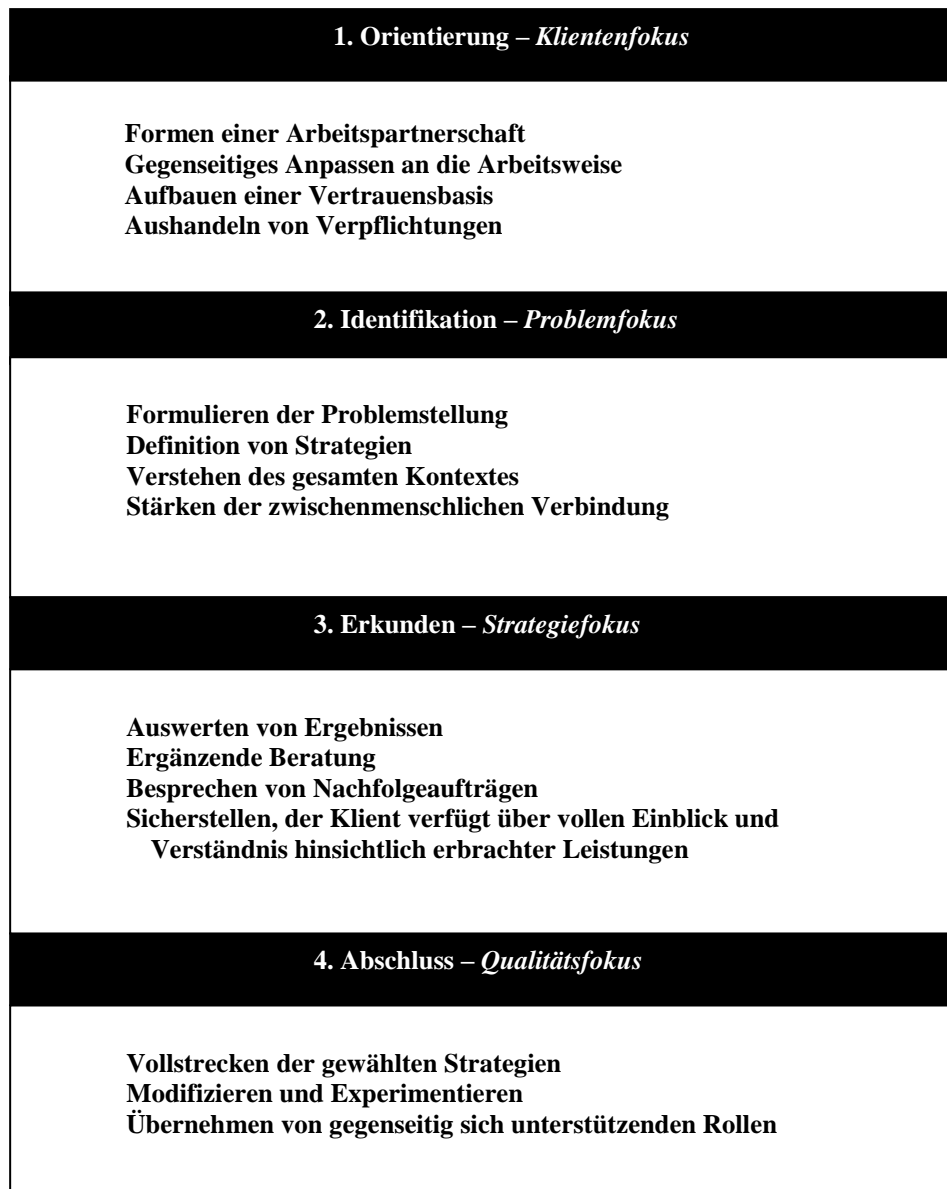 1. Orientierung – Klientenfokus
Formen einer Arbeitspartnerschaft
Gegenseitiges Anpassen an die Arbeitsweise
Aufbauen einer Vertrauensbasis
Aushandeln von Verpflichtungen
2. Identifikation – Problemfokus
Formulieren der Problemstellung
Definition von Strategien
Verstehen des gesamten Kontextes
Stärken der zwischenmenschlichen Verbindung
3. Erkunden – Strategiefokus
Auswerten von Ergebnissen
Ergänzende Beratung
Besprechen von Nachfolgeaufträgen
Sicherstellen, der Klient verfügt über vollen Einblick und
Verständnis hinsichtlich erbrachter Leistungen
4. Abschluss – Qualitätsfokus
Vollstrecken der gewählten Strategien
Modifizieren und Experimentieren
Übernehmen von gegenseitig sich unterstützenden Rollen